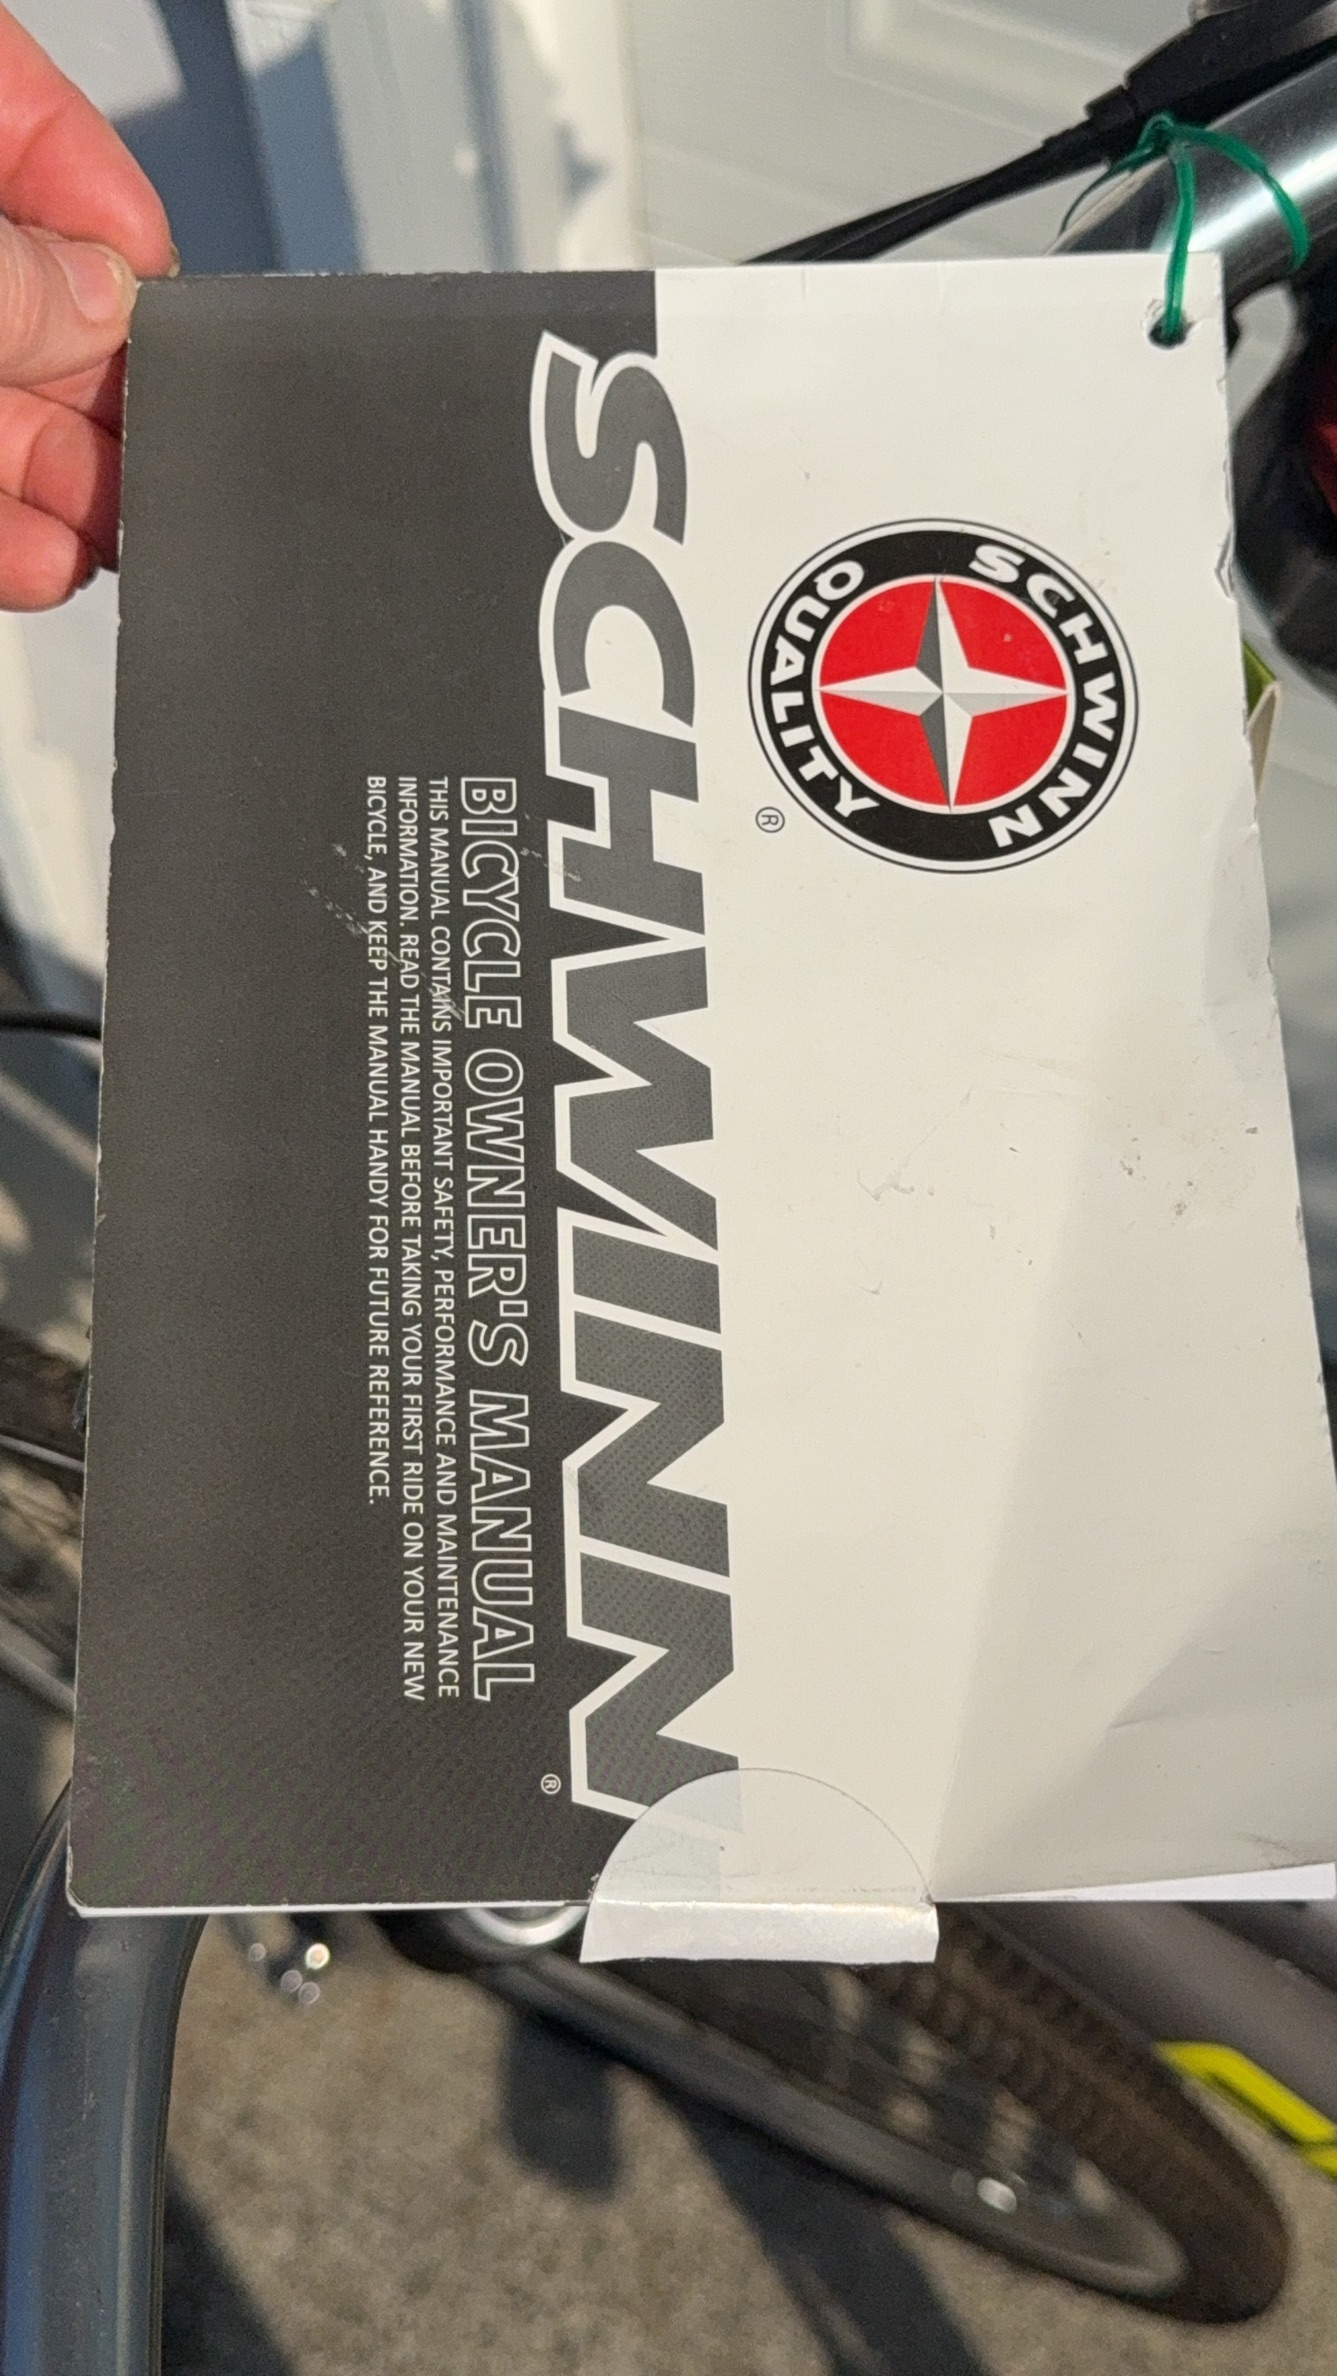 SCHWINN
QUALITY
®
SCHWINN
®
BICYCLE OWNER'S MANUAL
THIS MANUAL CONTAINS IMPORTANT SAFETY, PERFORMANCE AND MAINTENANCE
INFORMATION. READ THE MANUAL BEFORE TAKING YOUR FIRST RIDE ON YOUR NEW
BICYCLE, AND KEEP THE MANUAL HANDY FOR FUTURE REFERENCE.